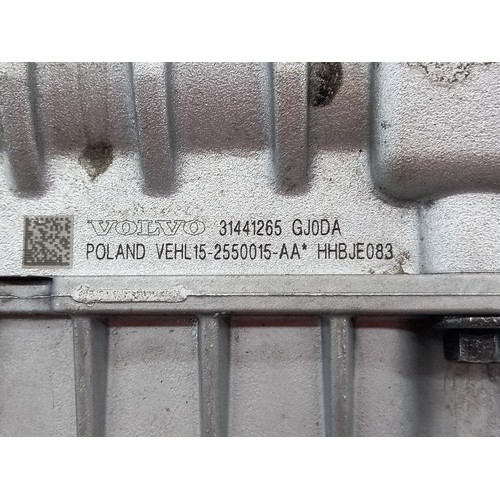 VOLVO 31441265 GJ0DA
POLAND VEHL15-2550015-AA* HHBJE083